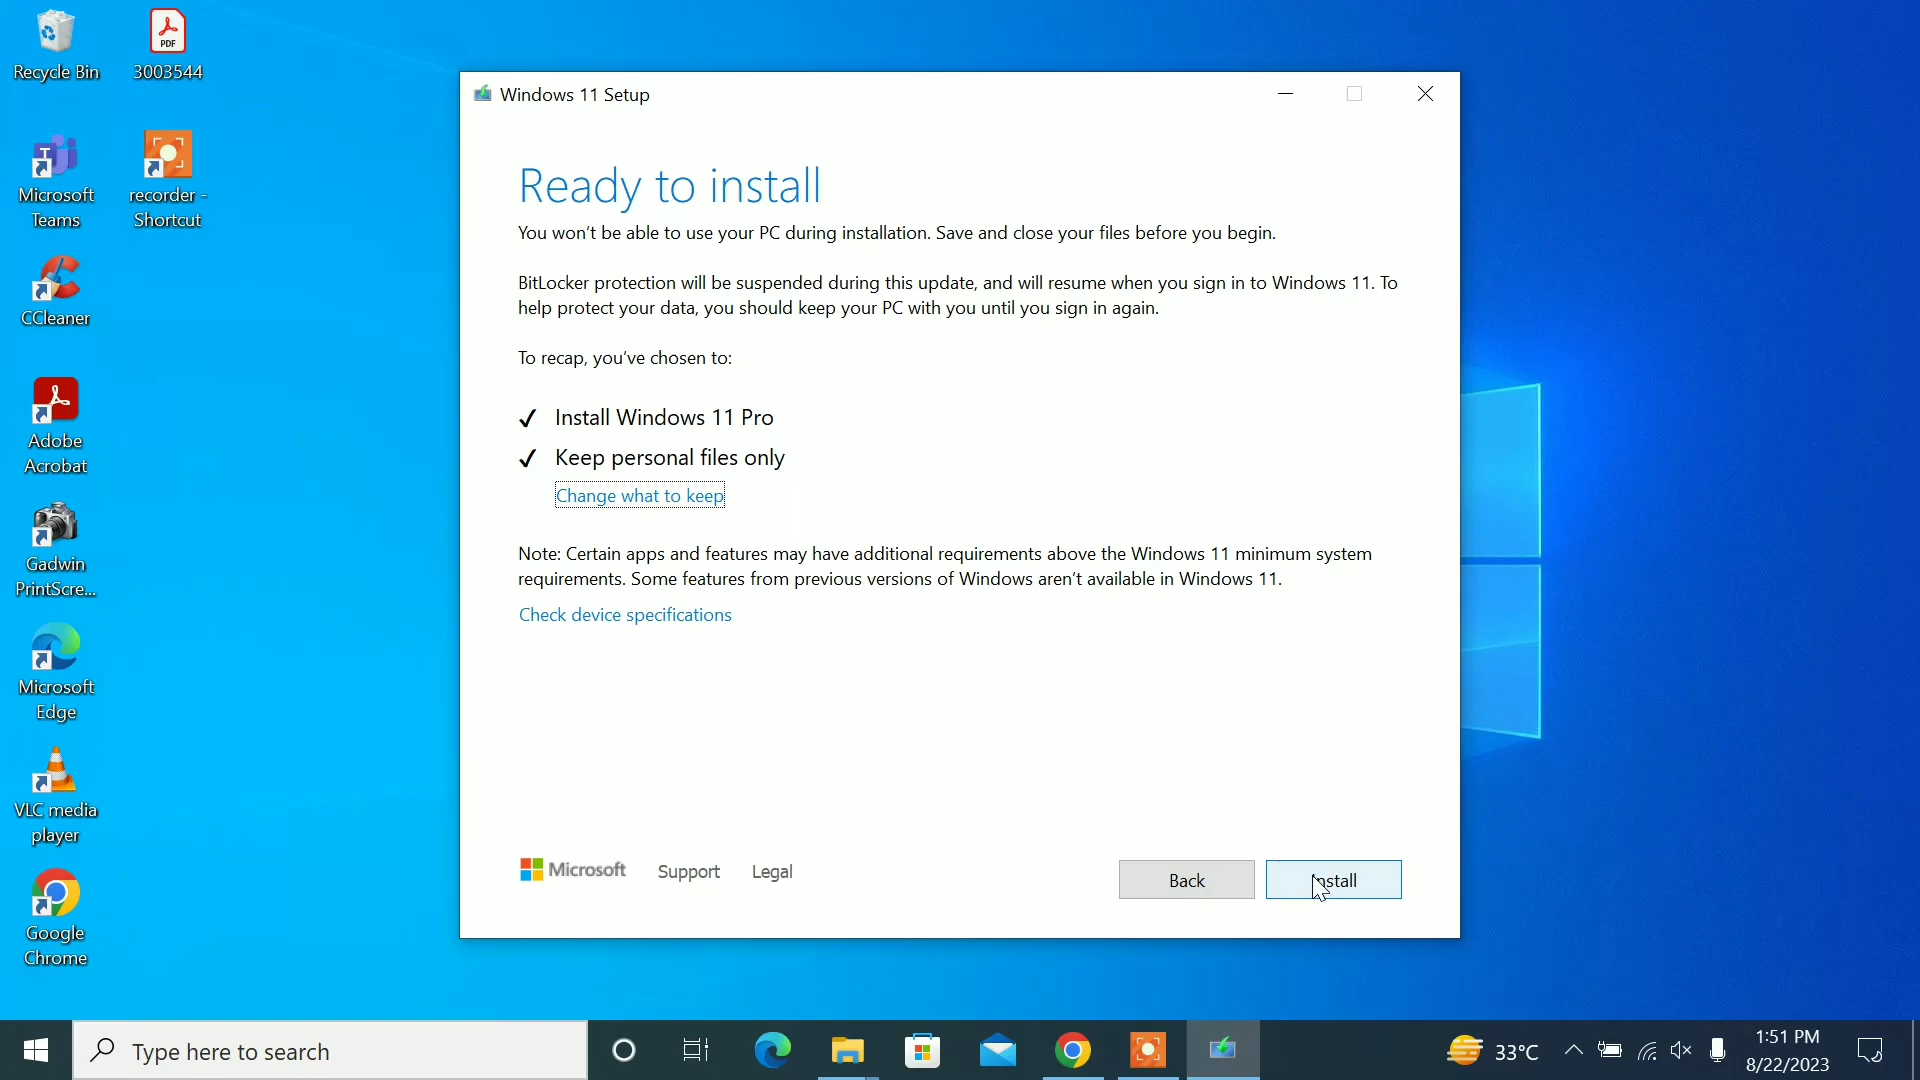 Recycle Bin
3003544
PDF
Microsoft
Teams
recorder -
Shortcut
CCleaner
Adobe
Acrobat
Gadwin
PrintScre...
Microsoft
Edge
VLC media
player
Google
Chrome
Windows 11 Setup
Ready to install
You won't be able to use your PC during installation. Save and close your files before you begin.
BitLocker protection will be suspended during this update, and will resume when you sign in to Windows 11. To
help protect your data, you should keep your PC with you until you sign in again.
To recap, you've chosen to:
✓ Install Windows 11 Pro
✓ Keep personal files only
Change what to keep
Note: Certain apps and features may have additional requirements above the Windows 11 minimum system
requirements. Some features from previous versions of Windows aren't available in Windows 11.
Check device specifications
Microsoft Support Legal
Back Install
Type here to search
33°C
1:51 PM
8/22/2023